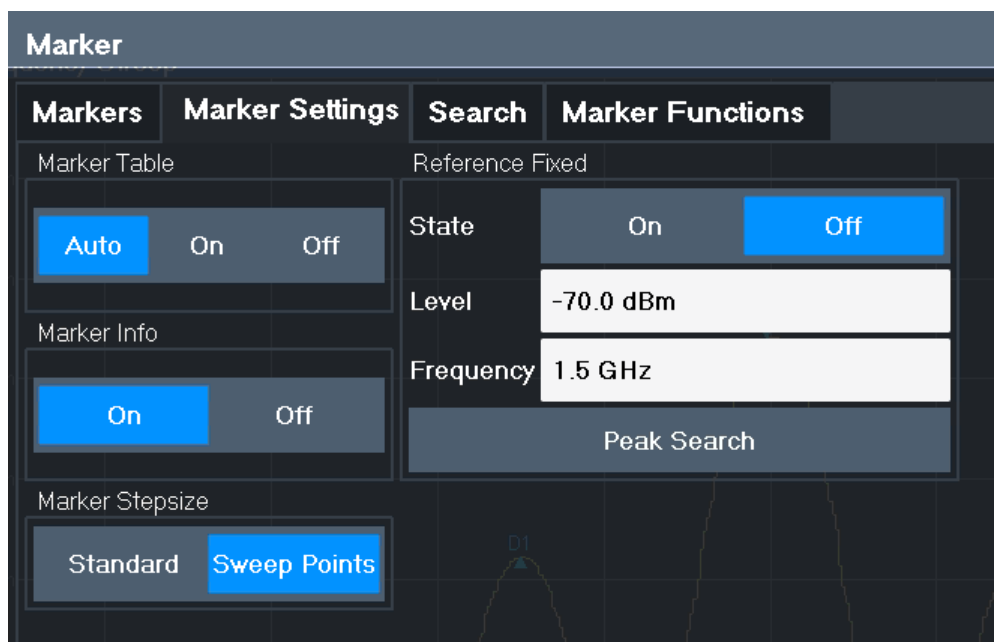 Marker
Markers Marker Settings Search Marker Functions
Marker Table
Auto On Off
Marker Info
On Off
Marker Stepsize
Standard Sweep Points
Reference Fixed
State On Off
Level -70.0 dBm
Frequency 1.5 GHz
Peak Search
D1